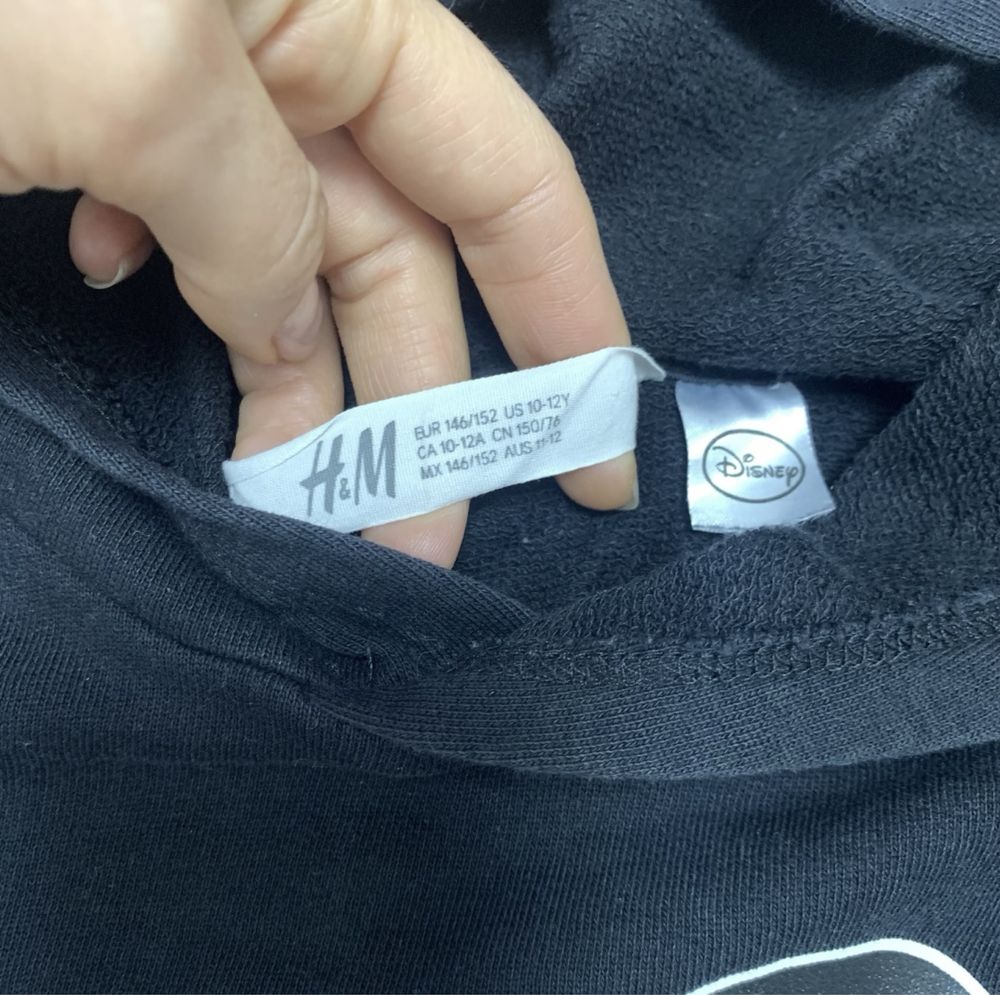 H&M
EUR 146/152 US 10-12Y
CA 10-12A CN 150/76
MX 146/152 AUS 11-12
Disney